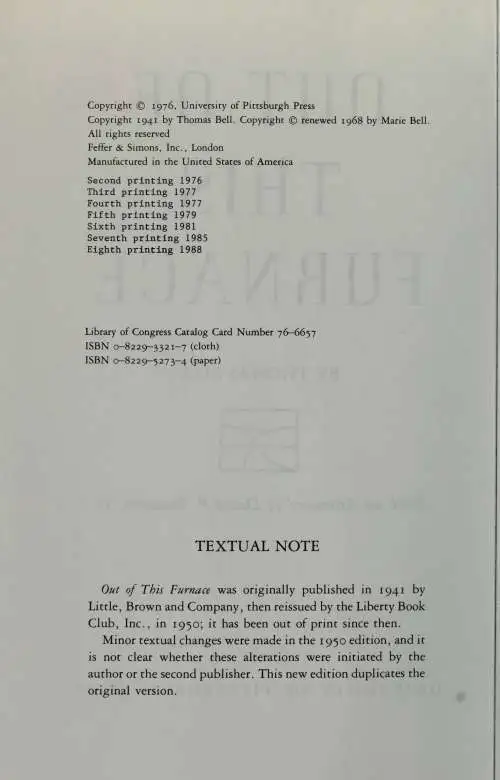 Copyright © 1976, University of Pittsburgh Press
Copyright 1941 by Thomas Bell. Copyright © renewed 1968 by Marie Bell.
All rights reserved
Feffer & Simons, Inc., London
Manufactured in the United States of America
Second printing 1976
Third printing 1977
Fourth printing 1977
Fifth printing 1979
Sixth printing 1981
Seventh printing 1985
Eighth printing 1988
Library of Congress Catalog Card Number 76–6657
ISBN 0–8229–3321–7 (cloth)
ISBN 0–8229–5273–4 (paper)
TEXTUAL NOTE
Out of This Furnace was originally published in 1941 by
Little, Brown and Company, then reissued by the Liberty Book
Club, Inc., in 1950; it has been out of print since then.
Minor textual changes were made in the 1950 edition, and it
is not clear whether these alterations were initiated by the
author or the second publisher. This new edition duplicates the
original version.
OUT OF
THIS
FURNACE